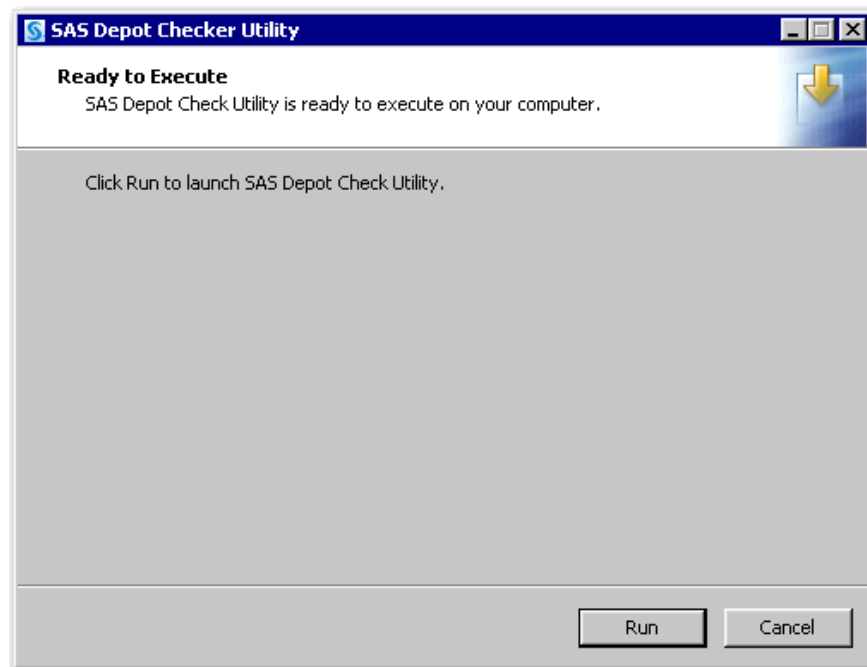 SAS Depot Checker Utility
Ready to Execute
SAS Depot Check Utility is ready to execute on your computer.
Click Run to launch SAS Depot Check Utility.
Run
Cancel